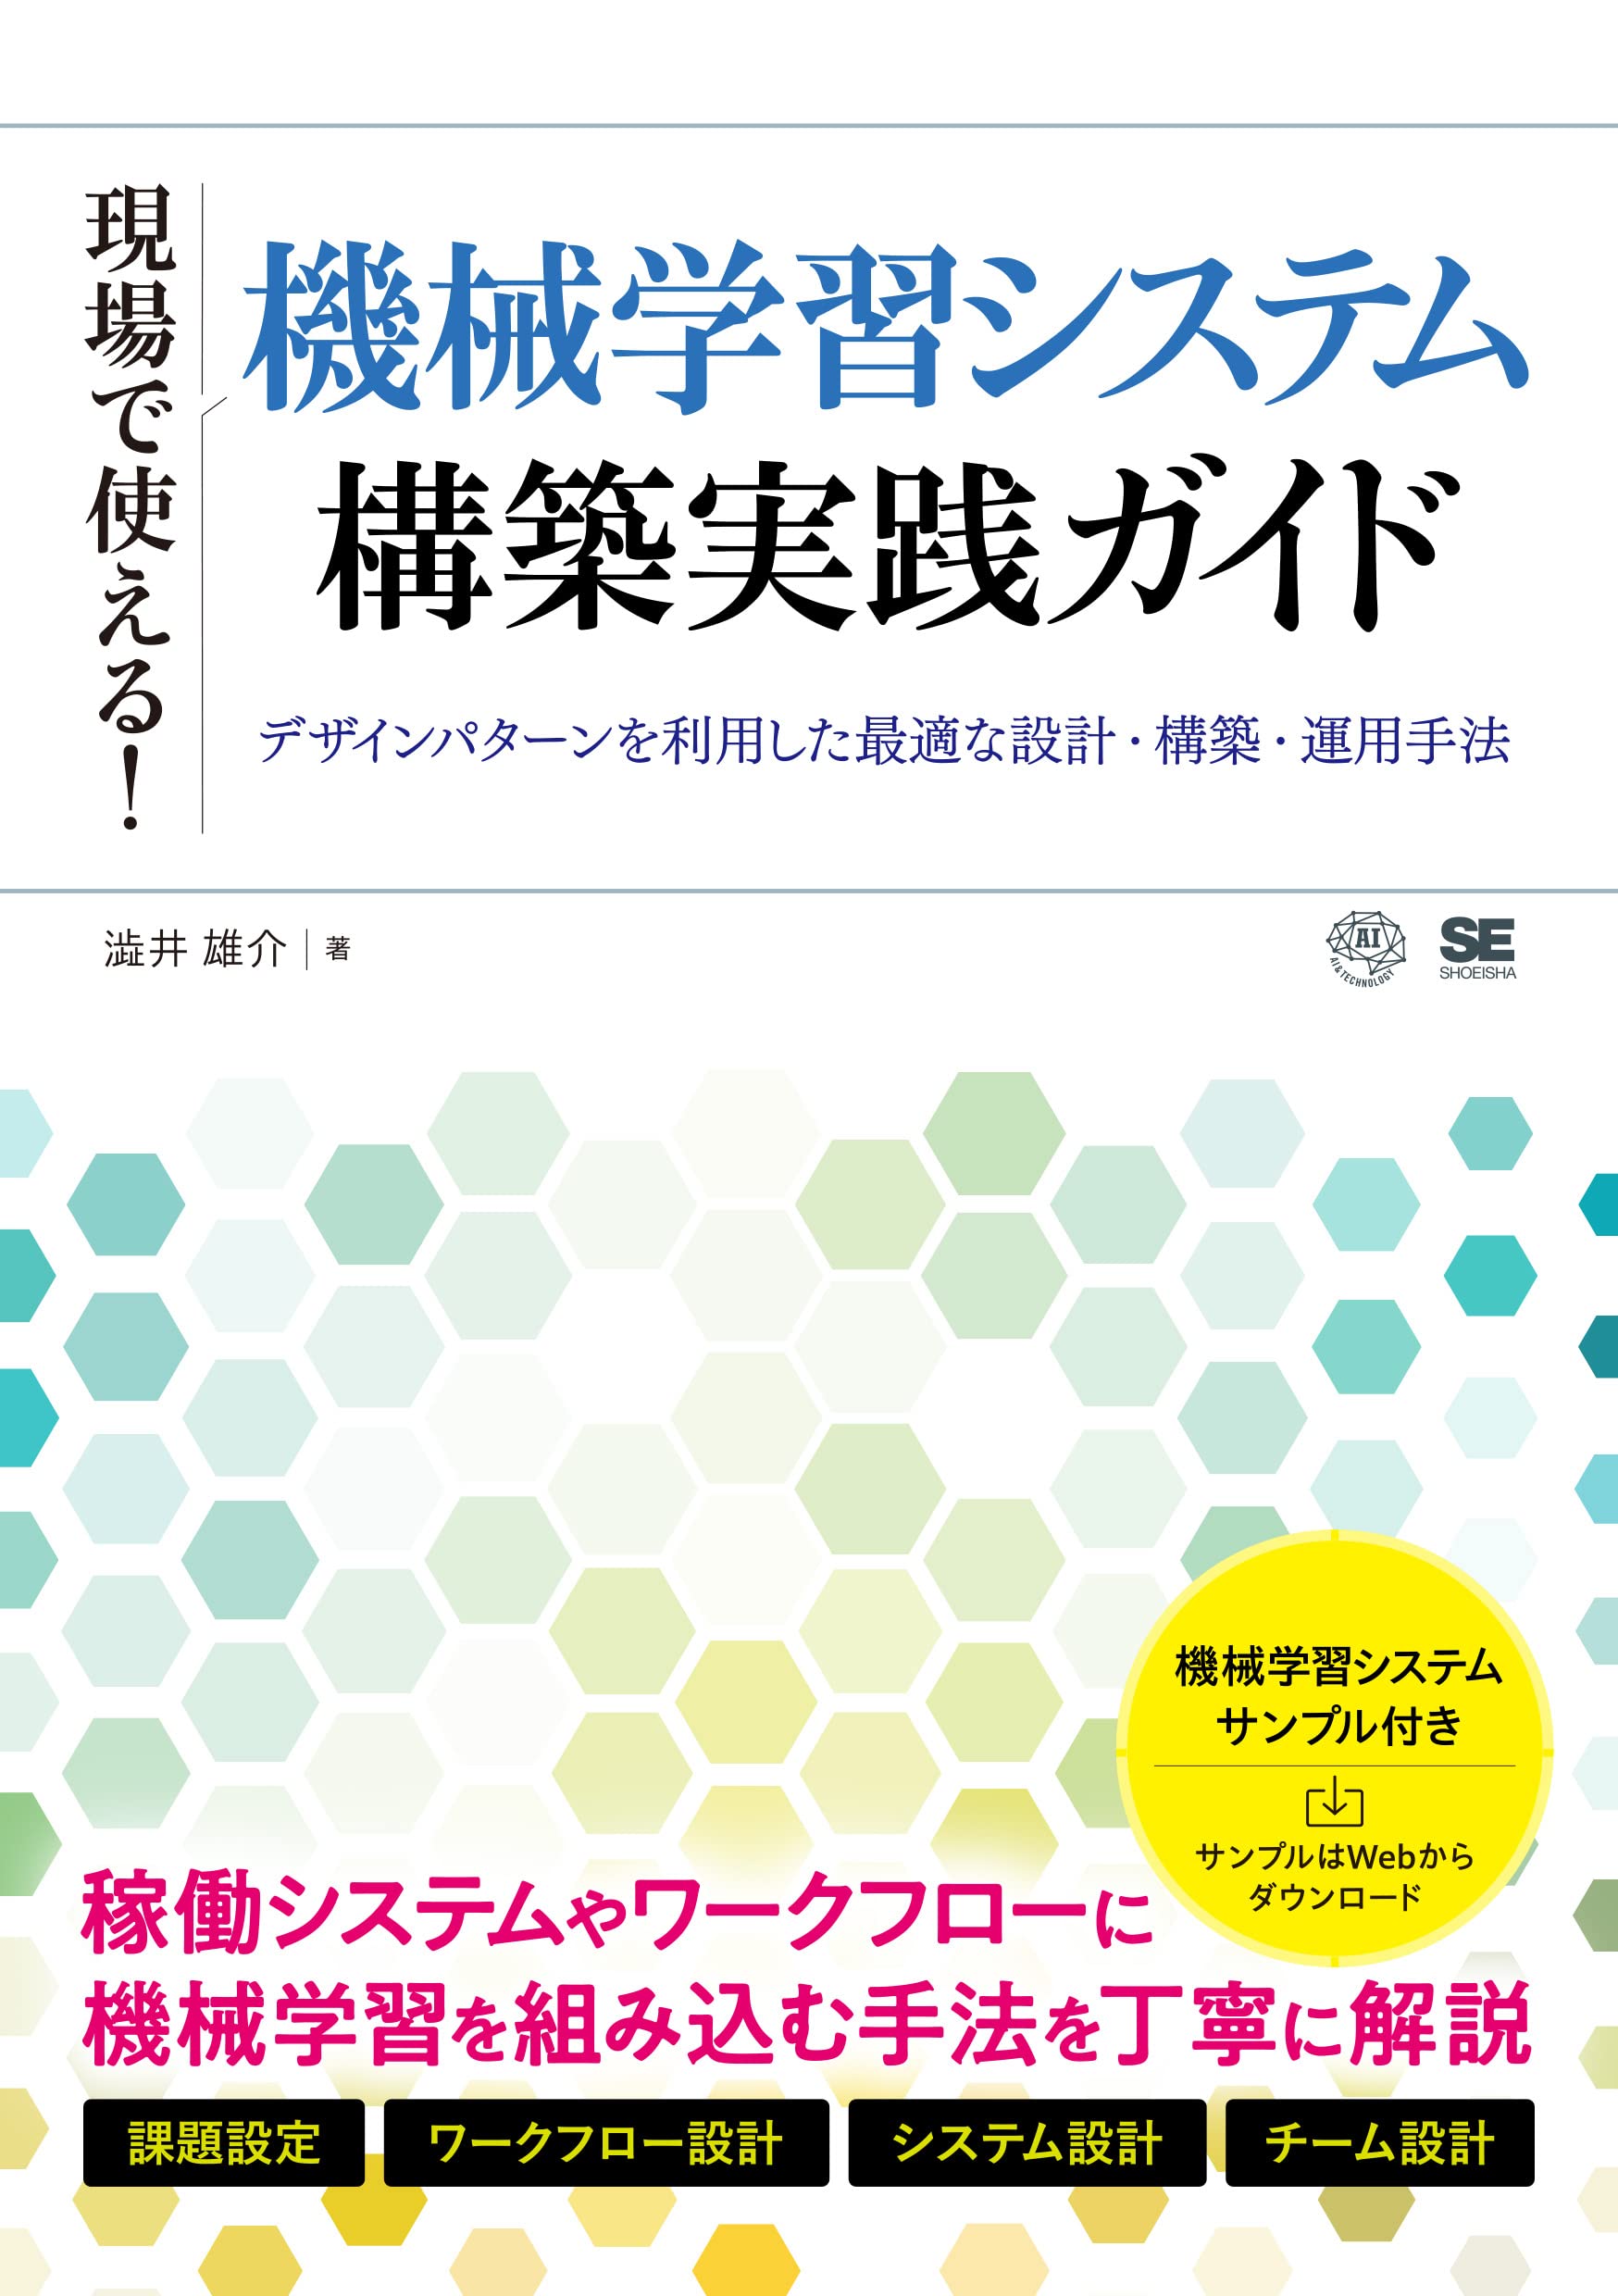 現場で使える！
機械学習システム
構築実践ガイド
デザインパターンを利用した最適な設計・構築・運用手法
澁井 雄介 | 著
AI
AI & TECHNOLOGY
SE
SHOEISHA
機械学習システム
サンプル付き
サンプルはWebから
ダウンロード
稼働システムやワークフローに
機械学習を組み込む手法を丁寧に解説
課題設定
ワークフロー設計
システム設計
チーム設計